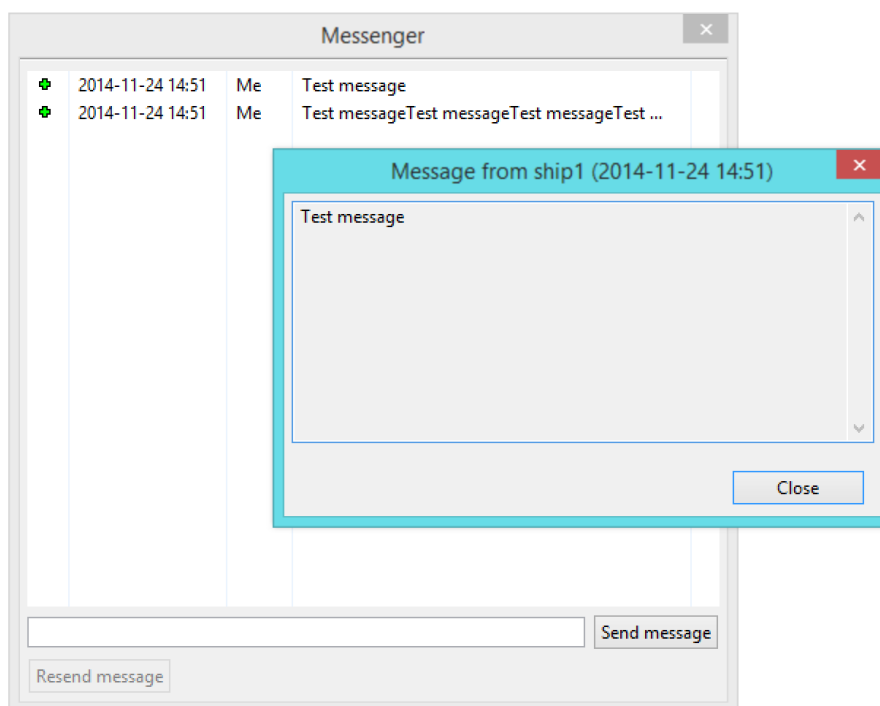 Messenger
2014-11-24 14:51 Me Test message
2014-11-24 14:51 Me Test messageTest messageTest messageTest ...
Message from ship1 (2014-11-24 14:51)
Test message
Close
Send message
Resend message